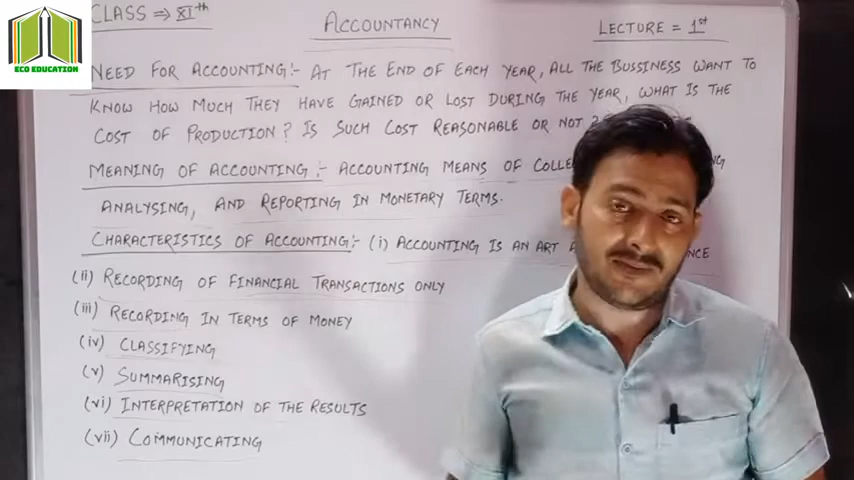 CLASS ⇒ XIth
ACCOUNTANCY
LECTURE = 1st
ECO EDUCATION
NEED FOR ACCOUNTING:- AT THE END OF EACH YEAR, ALL THE BUSSINESS WANT TO
KNOW HOW MUCH THEY HAVE GAINED OR LOST DURING THE YEAR, WHAT IS THE
COST OF PRODUCTION? IS SUCH COST REASONABLE OR NOT ?
MEANING OF ACCOUNTING:- ACCOUNTING MEANS OF COLLE
ANALYSING, AND REPORTING IN MONETARY TERMS.
CHARACTERISTICS OF ACCOUNTING:- (i) ACCOUNTING IS AN ART
(ii) RECORDING OF FINANCIAL TRANSACTIONS ONLY
(iii) RECORDING IN TERMS OF MONEY
(iv) CLASSIFYING
(v) SUMMARISING
(vi) INTERPRETATION OF THE RESULTS
(vii) COMMUNICATING